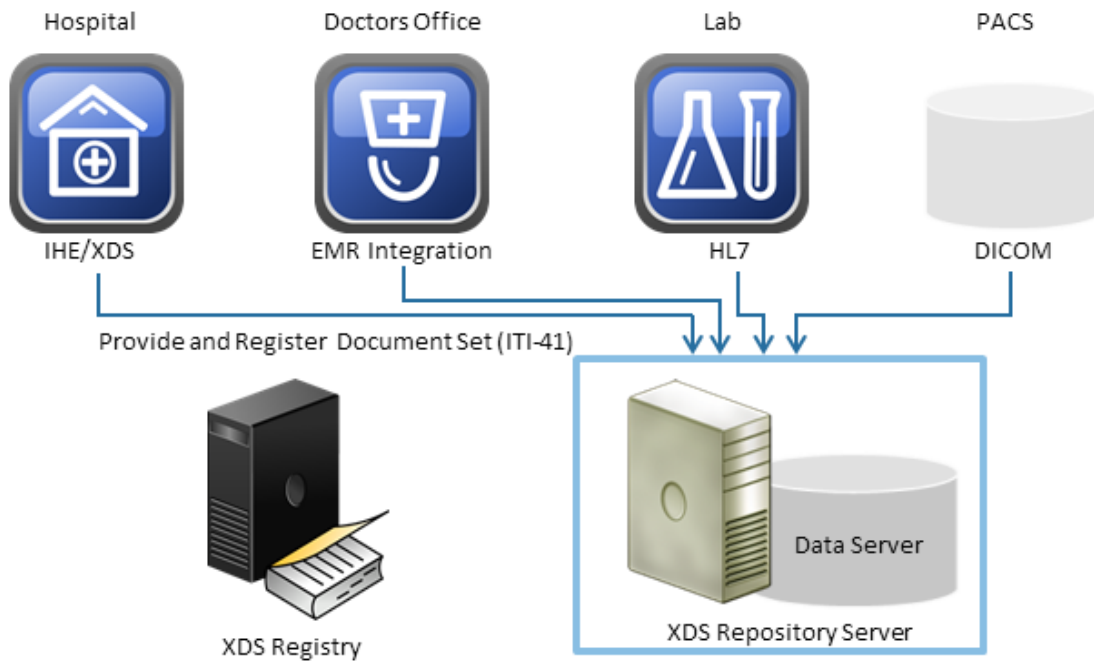 Hospital
Doctors Office
Lab
PACS
IHE/XDS
EMR Integration
HL7
DICOM
Provide and Register Document Set (ITI-41)
Data Server
XDS Repository Server
XDS Registry